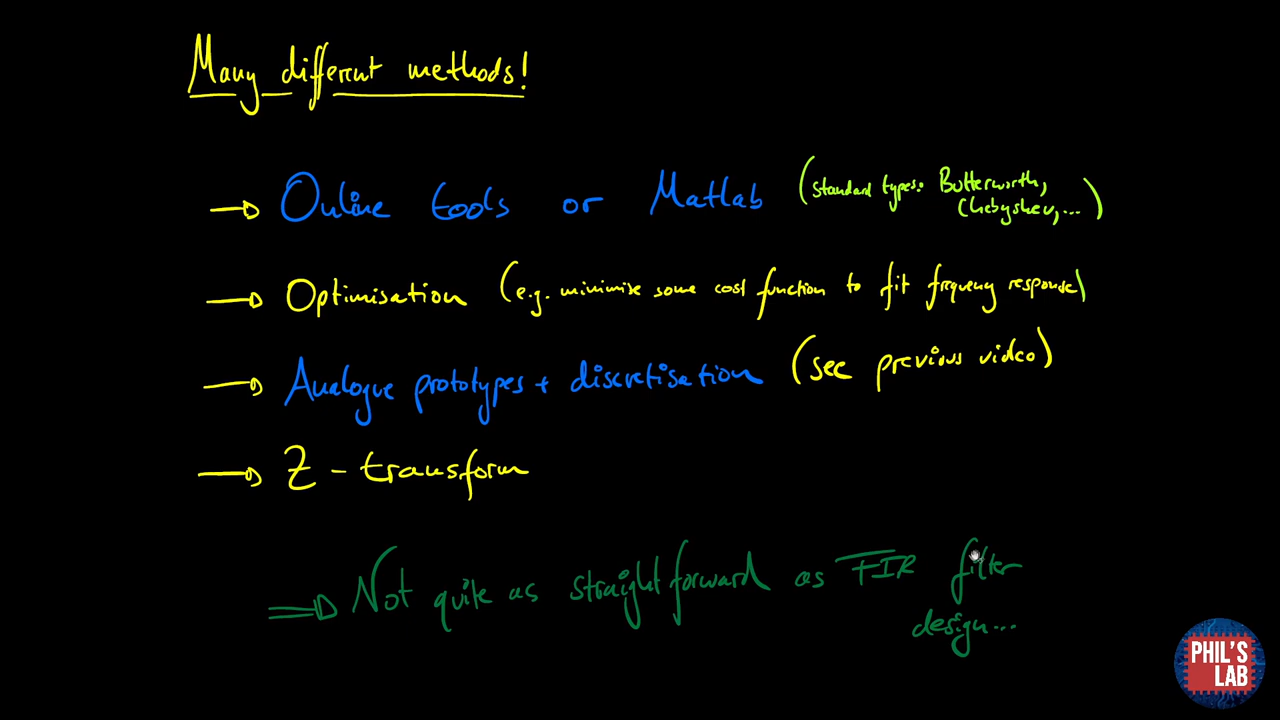 Many different methods!
Online tools or Matlab (standard types: Butterworth,
Chebyshev, ...)
Optimisation (e.g. minimise some cost function to fit frequency response)
Analogue prototypes + discretisation (see previous video)
Z-transform
Not quite as straightforward as FIR filter
design...
PHIL'S
LAB